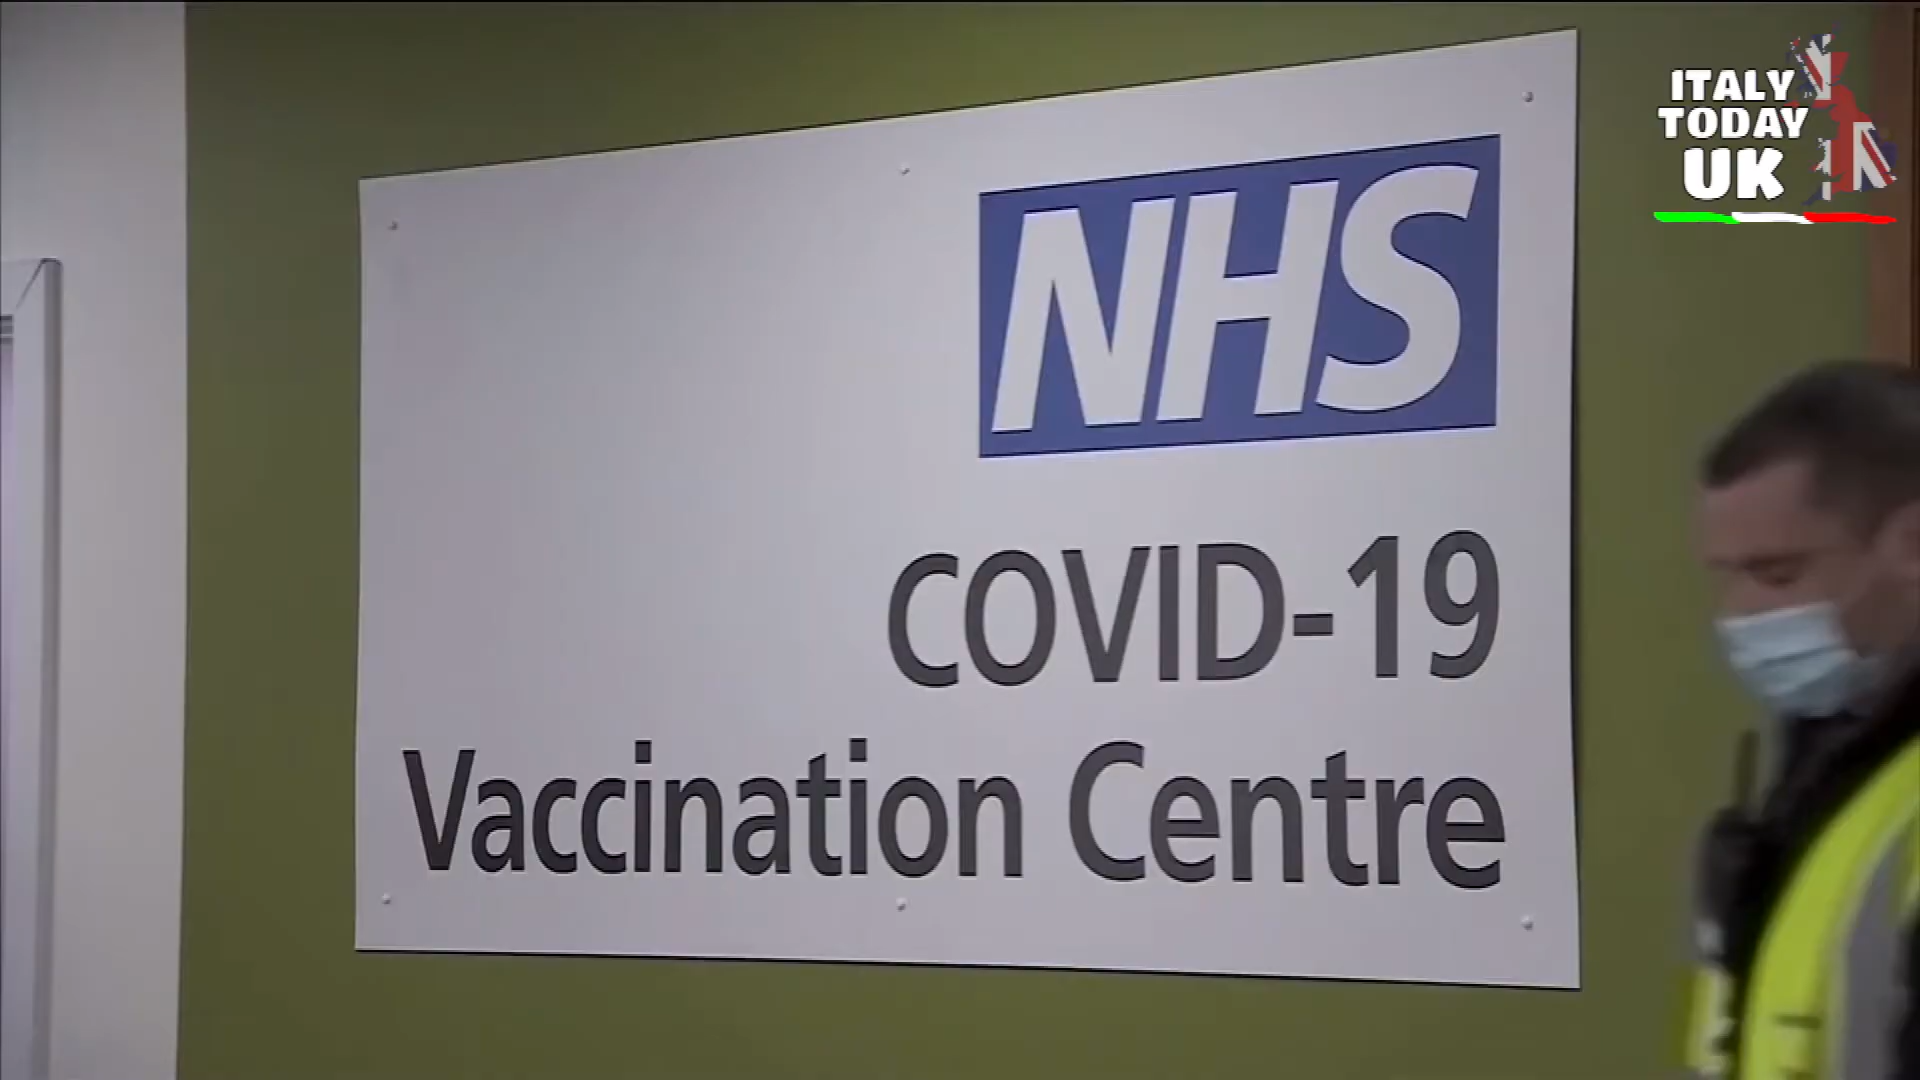 ITALY
TODAY
UK
NHS
COVID-19
Vaccination Centre